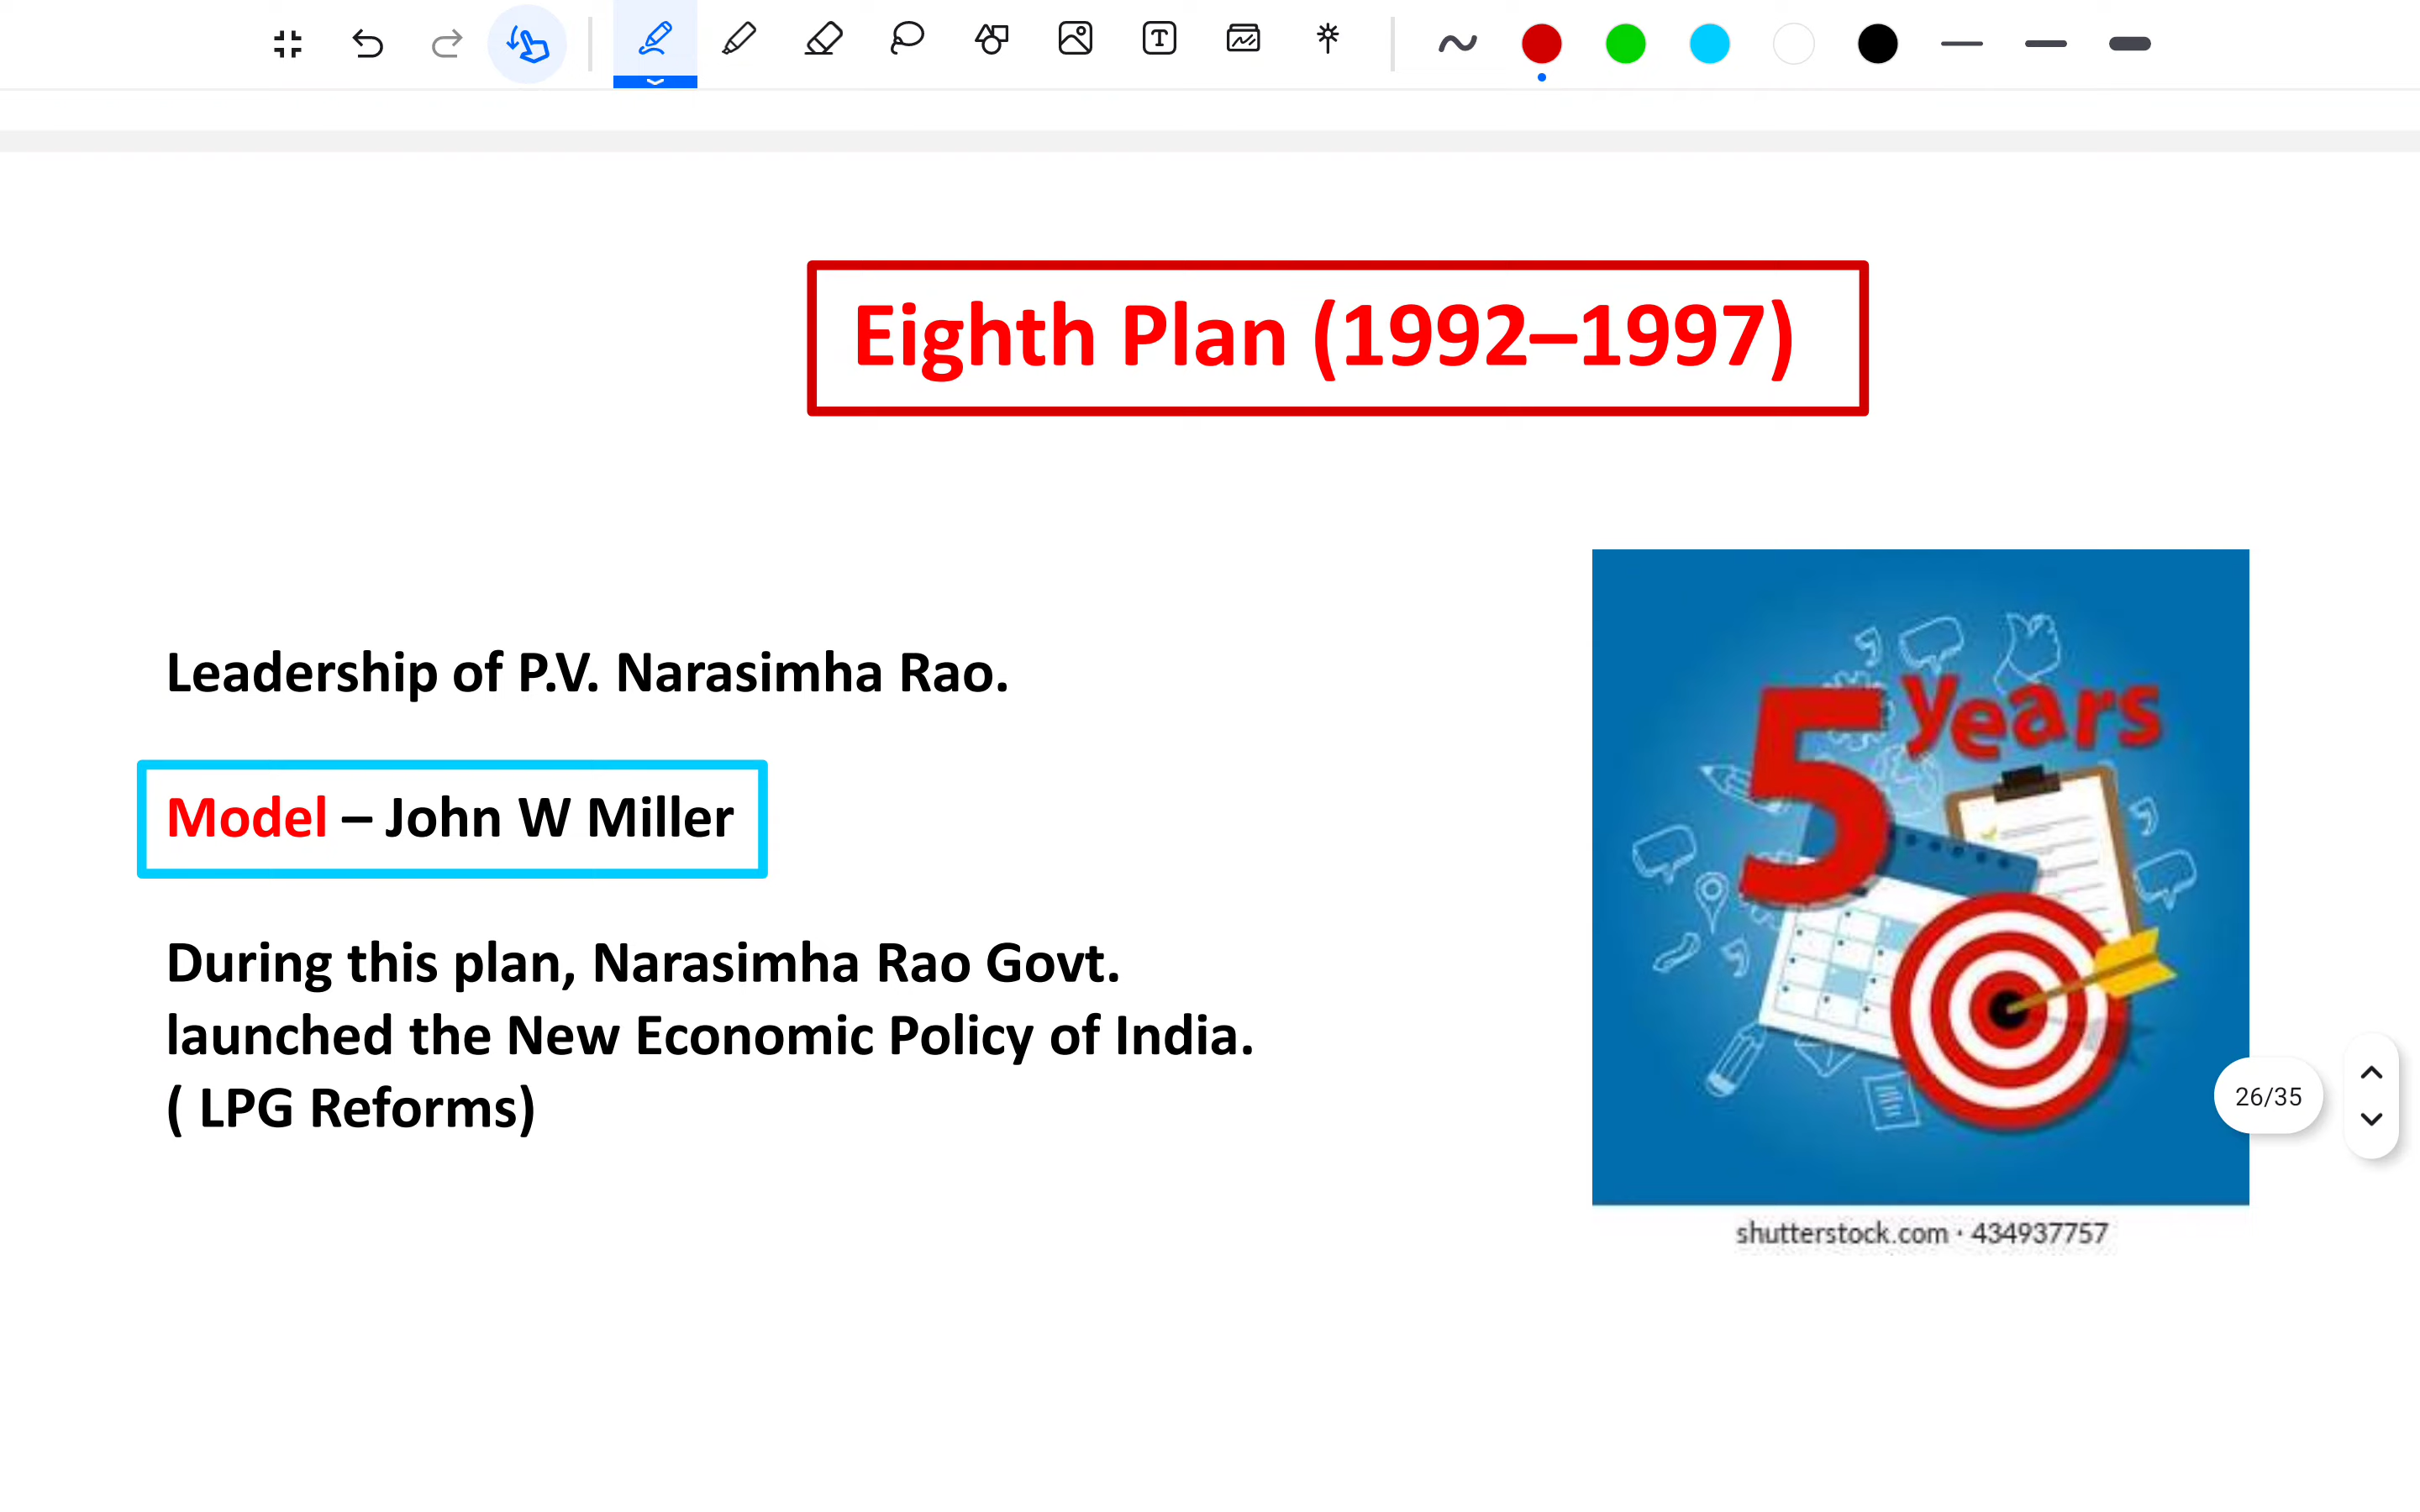 Eighth Plan (1992–1997)
Leadership of P.V. Narasimha Rao.
Model – John W Miller
During this plan, Narasimha Rao Govt.
launched the New Economic Policy of India.
( LPG Reforms)
5 years
26/35
shutterstock.com · 434937757